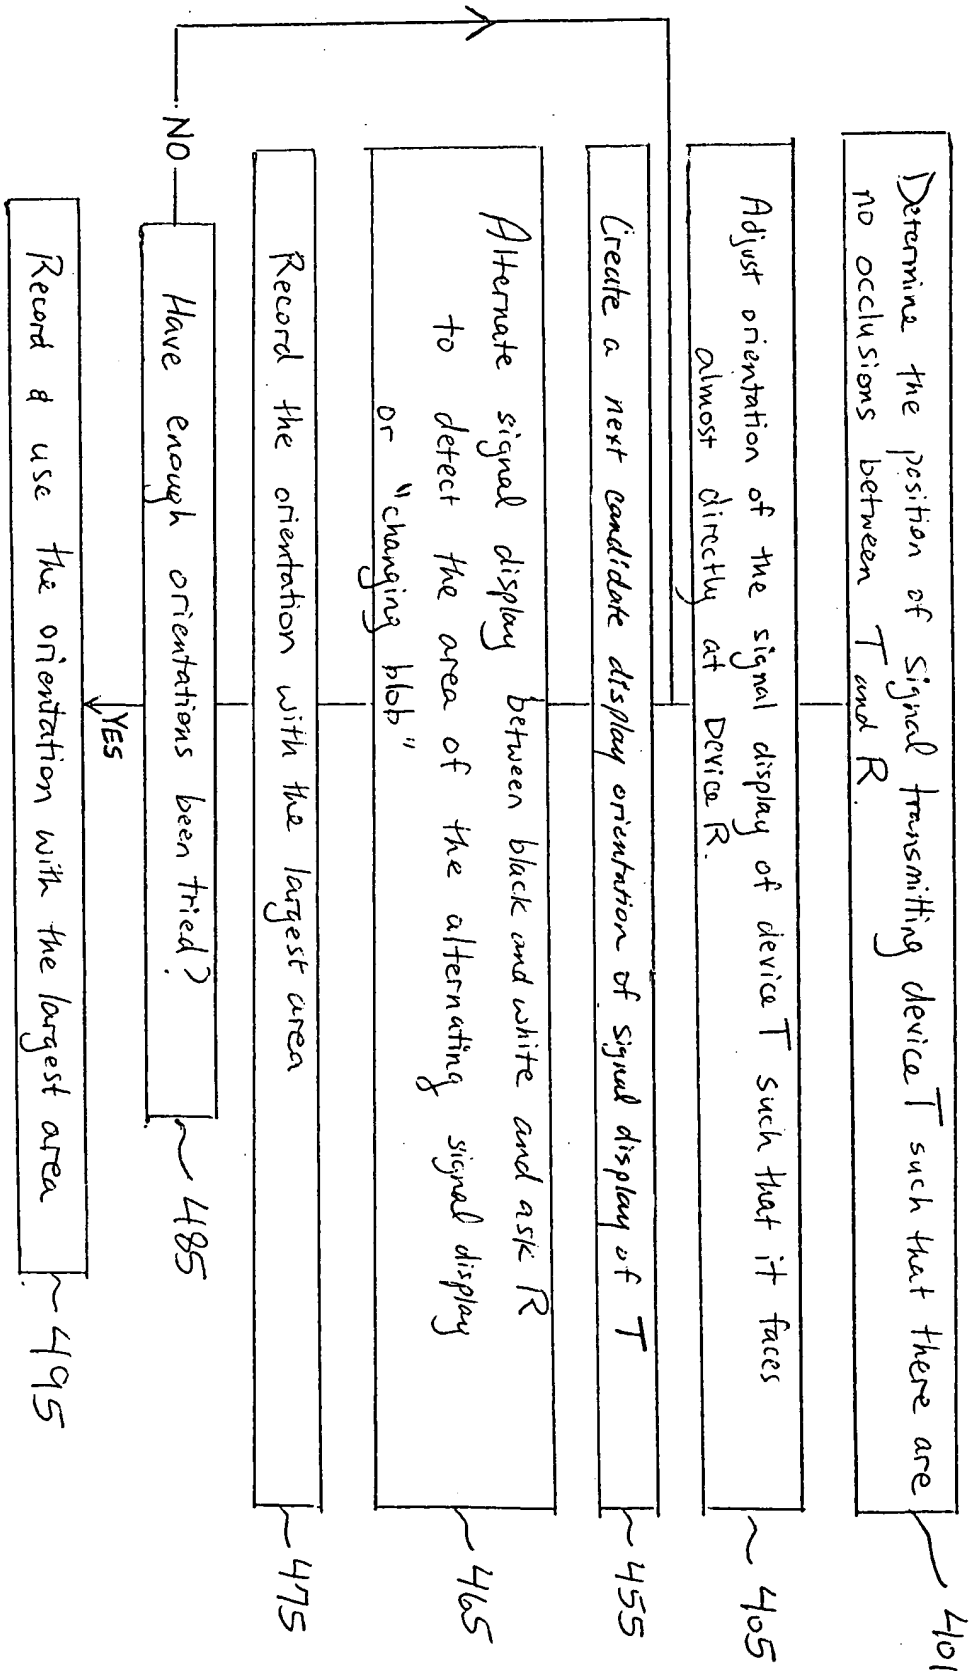 Determine the position of signal transmitting device T such that there are
no occlusions between T and R.
401
Adjust orientation of the signal display of device T such that it faces
almost directly at Device R.
405
Create a next candidate display orientation of signal display of T
455
Alternate signal display between black and white and ask R
to detect the area of the alternating signal display
or "changing blob"
465
Record the orientation with the largest area
475
Have enough orientations been tried?
485
NO
YES
Record & use the orientation with the largest area
495